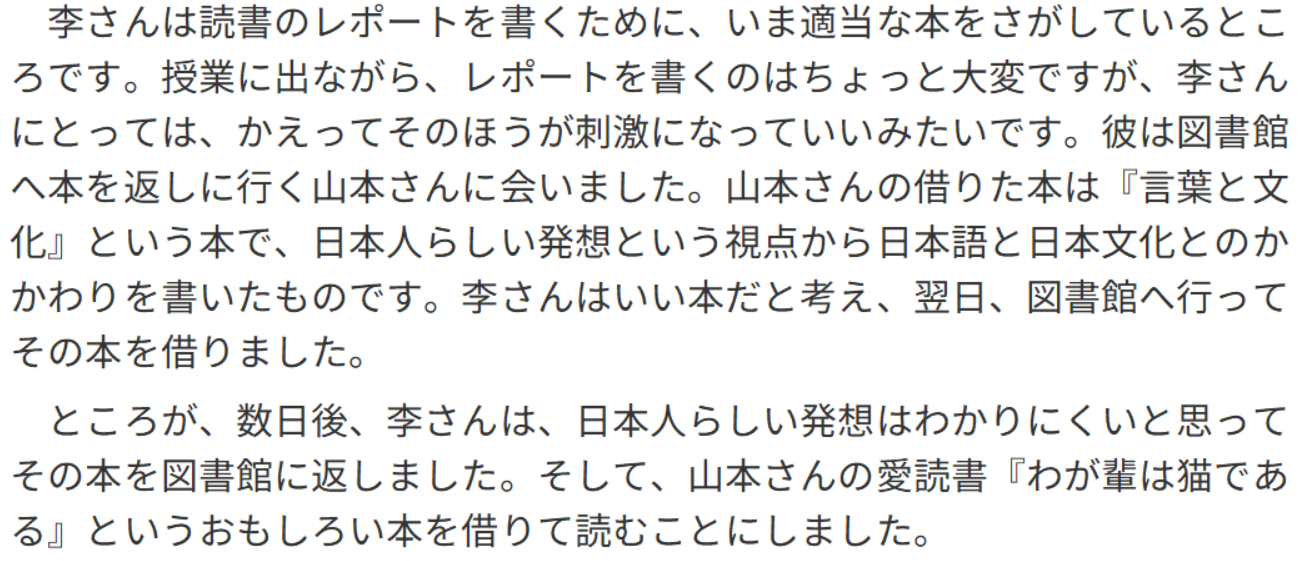 李さんは読書のレポートを書くために、いま適当な本をさがしているとこ
ろです。授業に出ながら、レポートを書くのはちょっと大変ですが、李さん
にとっては、かえってそのほうが刺激になっていいみたいです。彼は図書館
へ本を返しに行く山本さんに会いました。山本さんの借りた本は『言葉と文
化』という本で、日本人らしい発想という視点から日本語と日本文化とのか
かわりを書いたものです。李さんはいい本だと考え、翌日、図書館へ行って
その本を借りました。
　ところが、数日後、李さんは、日本人らしい発想はわかりにくいと思って
その本を図書館に返しました。そして、山本さんの愛読書『わが輩は猫であ
る』というおもしろい本を借りて読むことにしました。